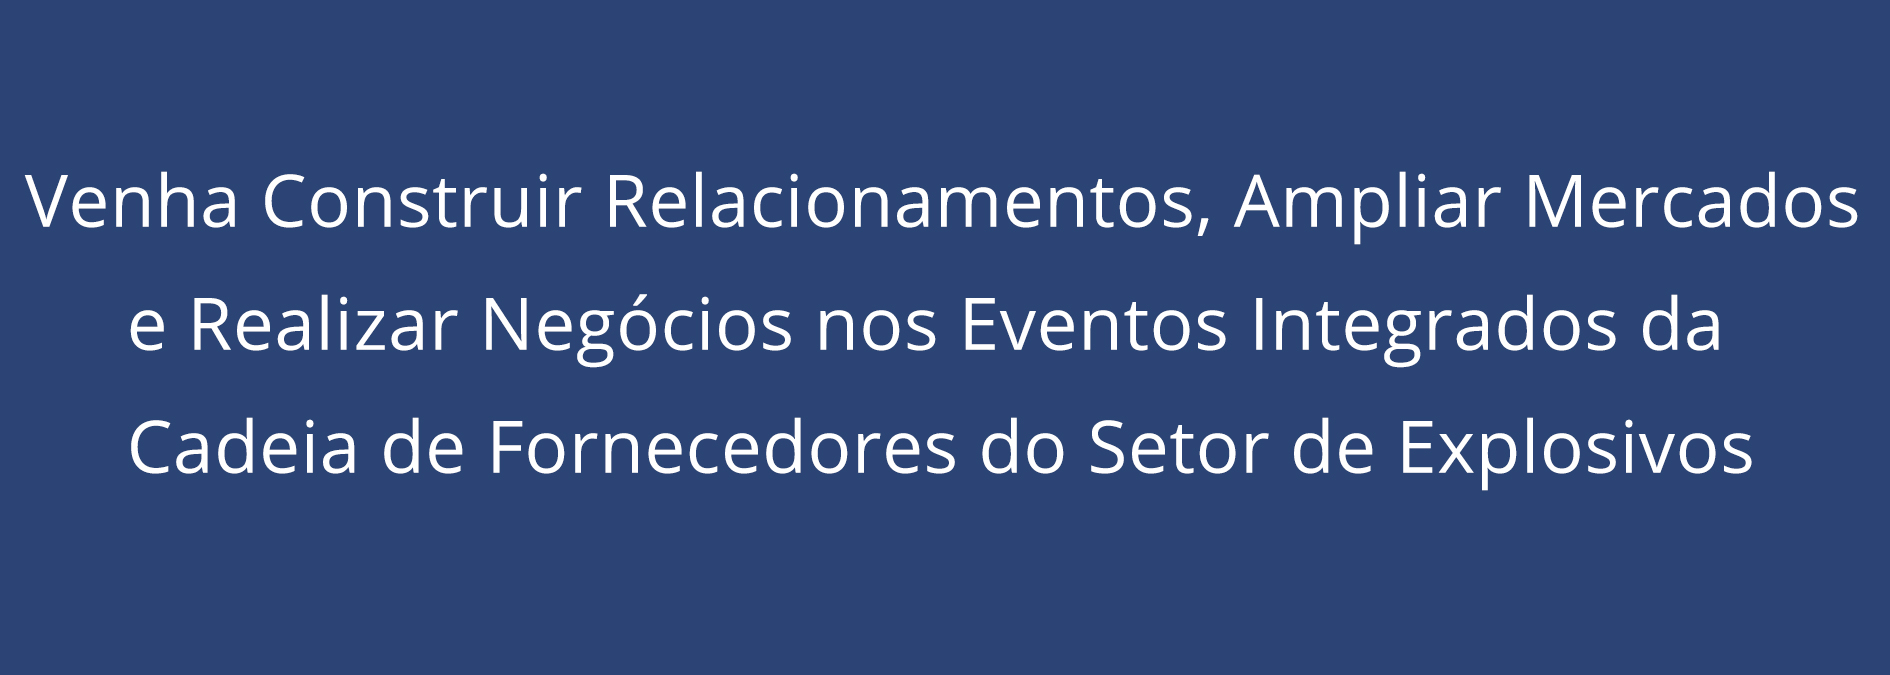 Venha Construir Relacionamentos, Ampliar Mercados
e Realizar Negócios nos Eventos Integrados da
Cadeia de Fornecedores do Setor de Explosivos